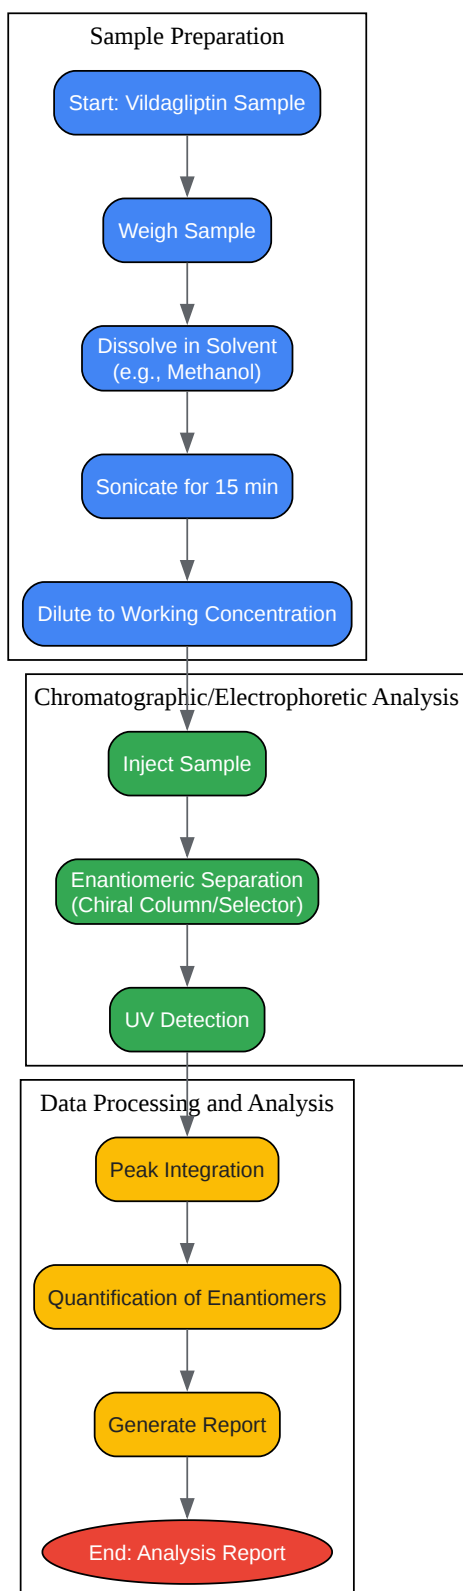 Sample Preparation
Start: Vildagliptin Sample
Weigh Sample
Dissolve in Solvent
(e.g., Methanol)
Sonicate for 15 min
Dilute to Working Concentration
Chromatographic/Electrophoretic Analysis
Inject Sample
Enantiomeric Separation
(Chiral Column/Selector)
UV Detection
Data Processing and Analysis
Peak Integration
Quantification of Enantiomers
Generate Report
End: Analysis Report